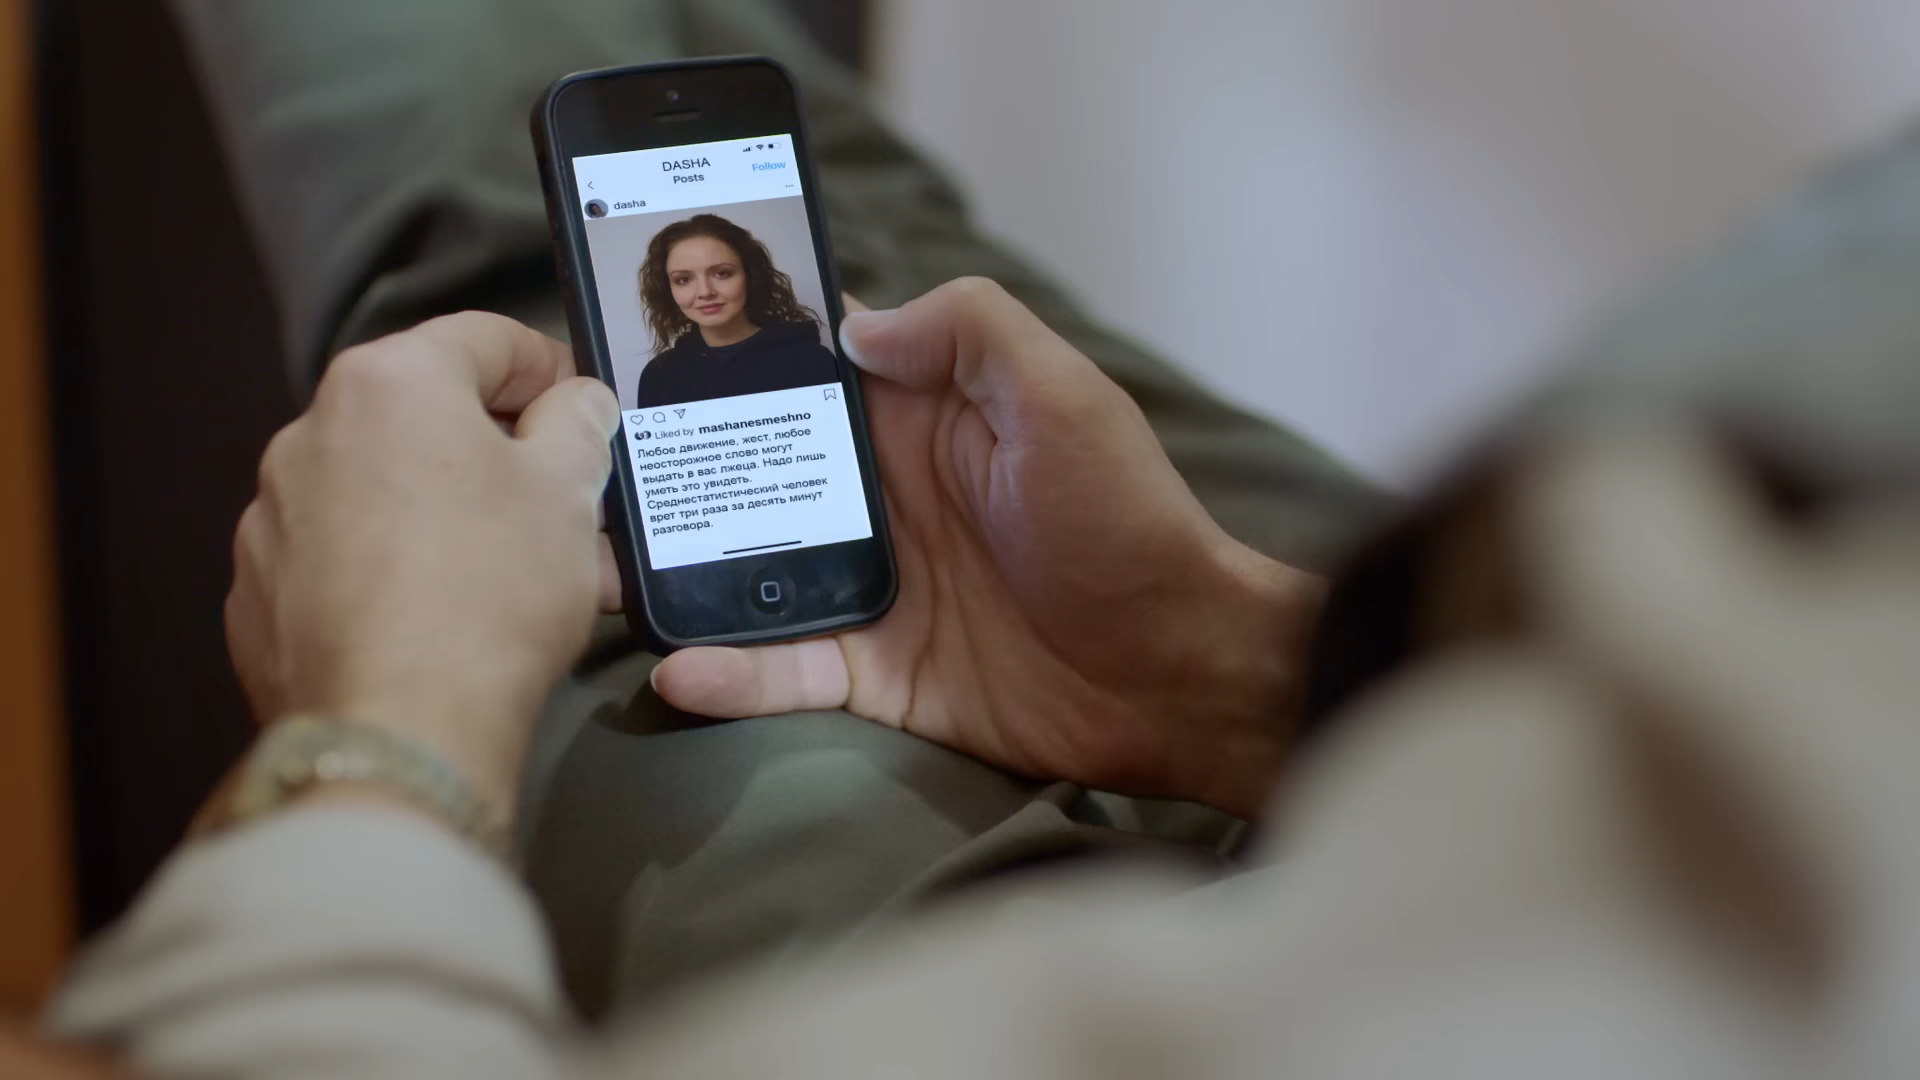 DASHA
Follow
Posts
dasha
Liked by mashanesmeshno
Любое движение, жест, любое
неосторожное слово могут
выдать в вас лжеца. Надо лишь
уметь это увидеть.
Среднестатистический человек
врет три раза за десять минут
разговора.